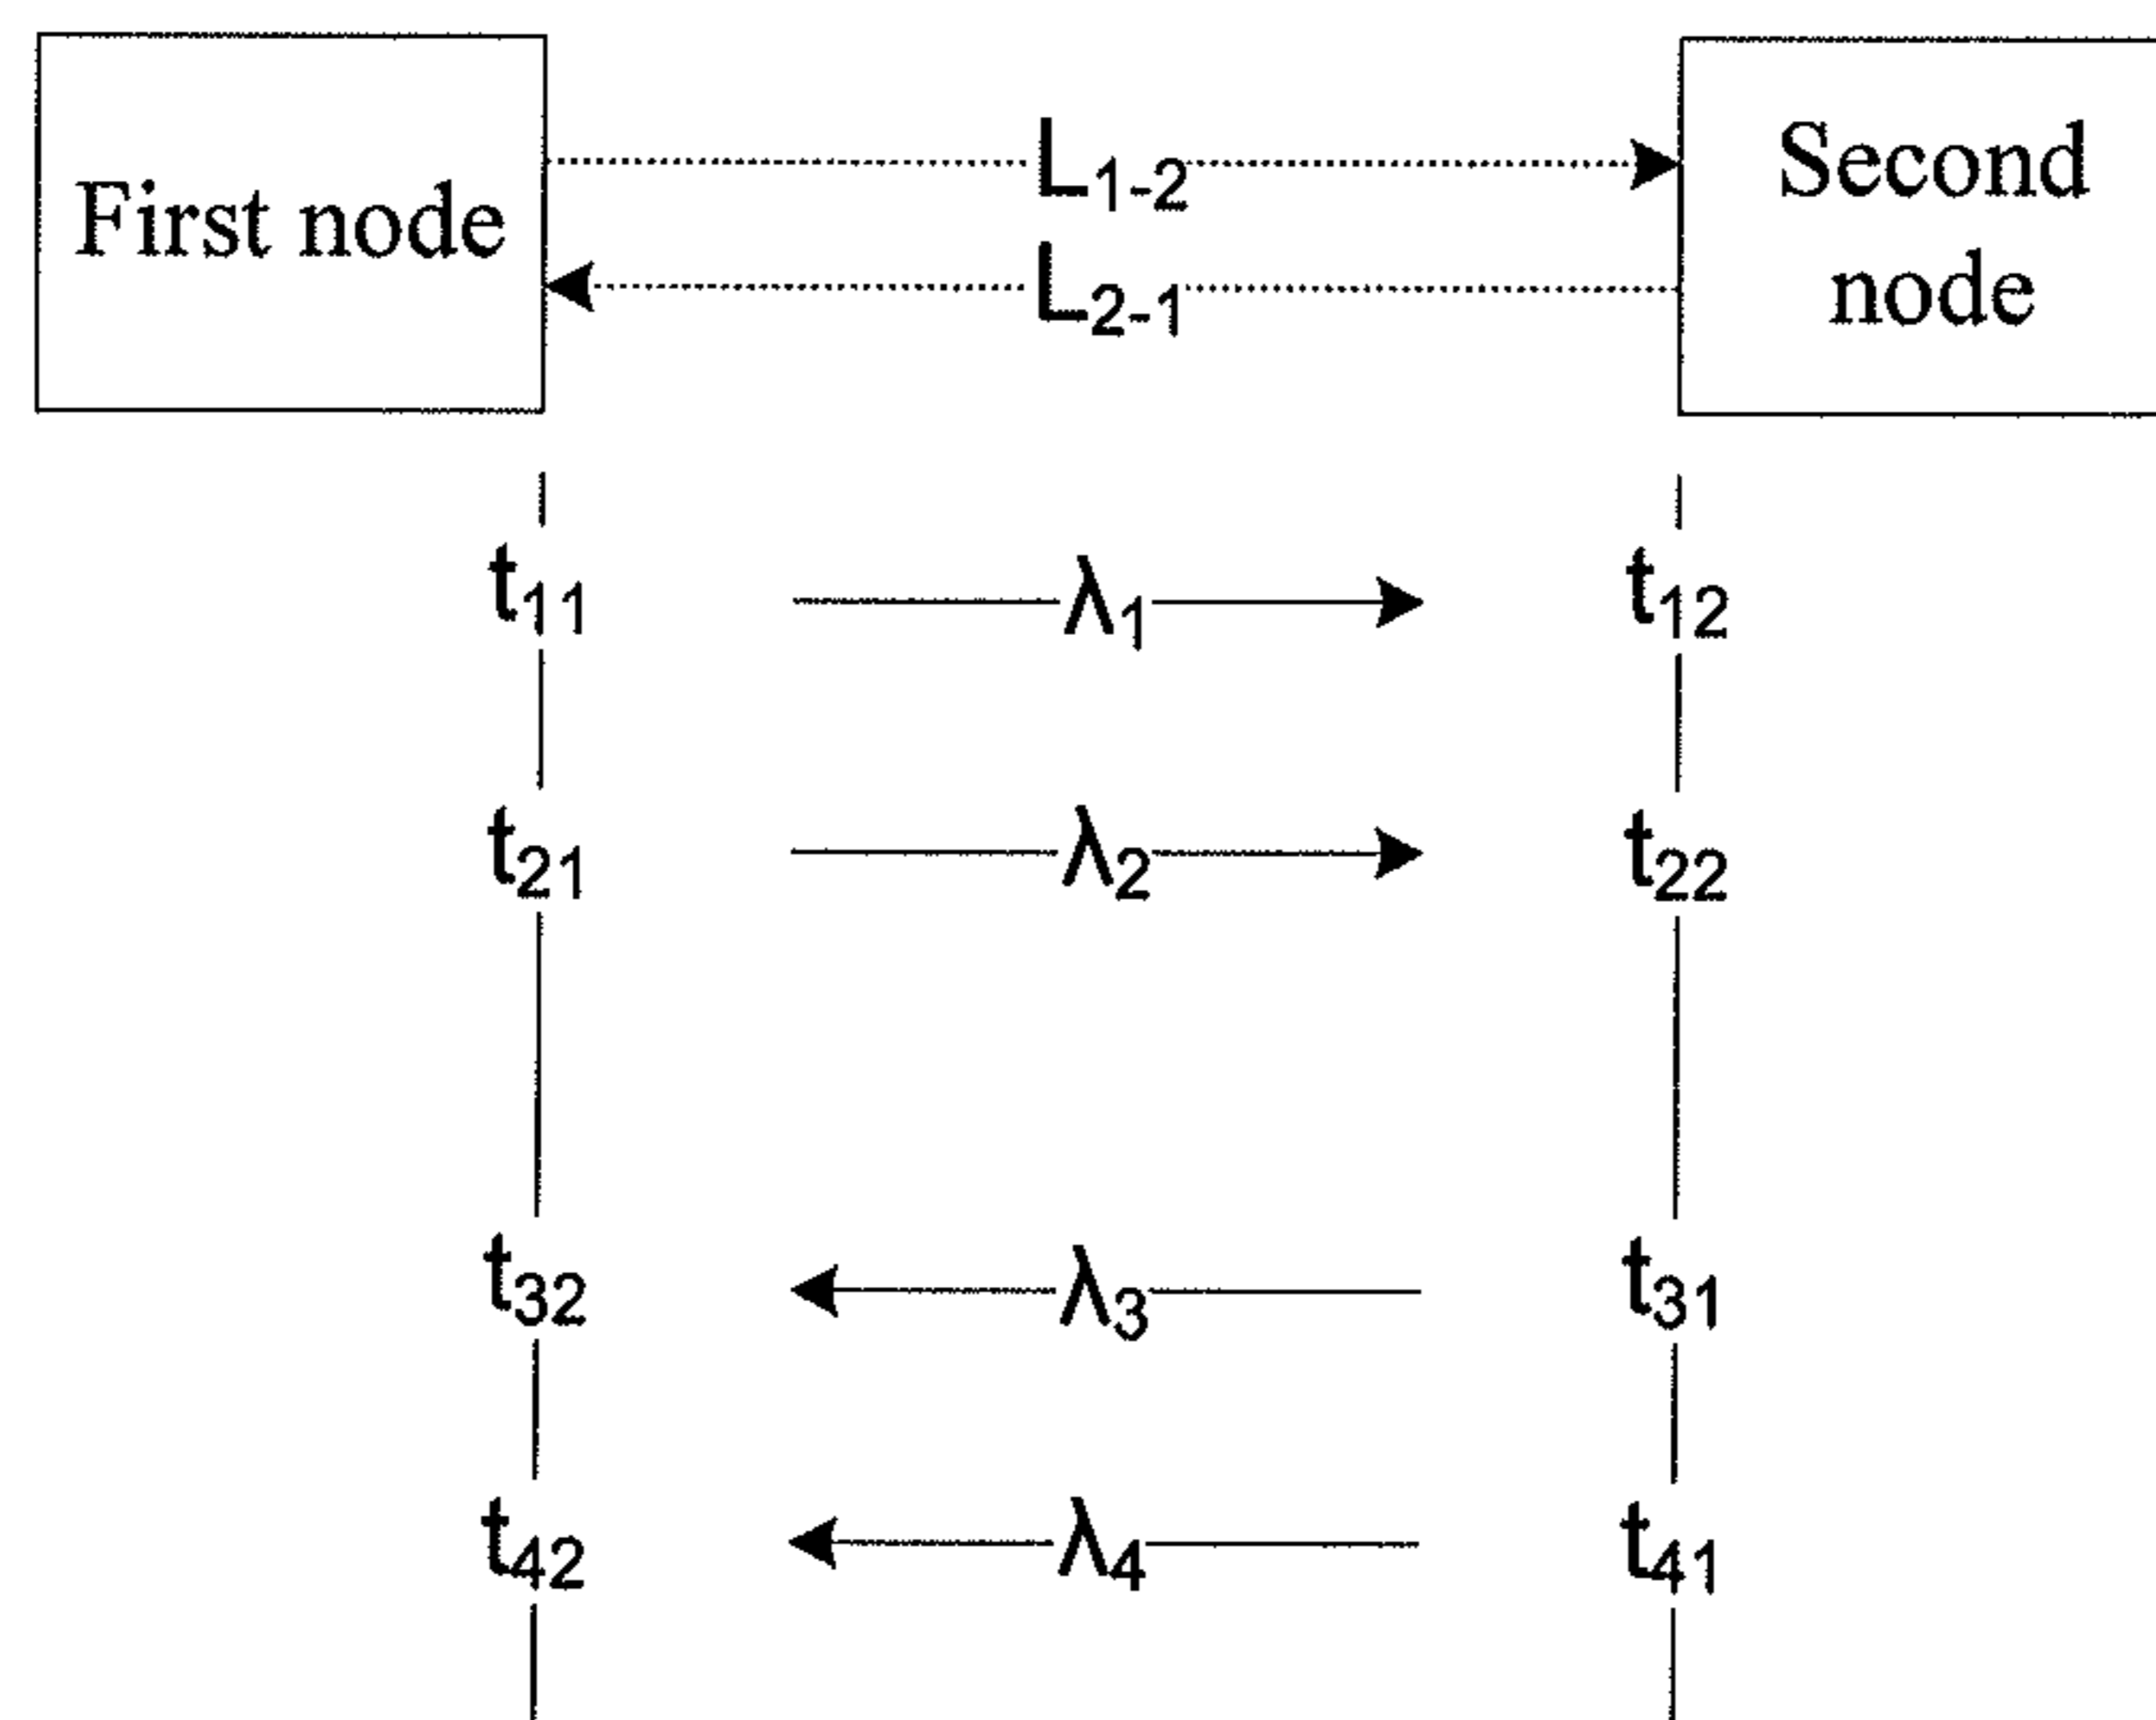 First node
L1-2
L2-1
Second
node
t11 λ1 t12
t21 λ2 t22
t32 λ3 t31
t42 λ4 t41